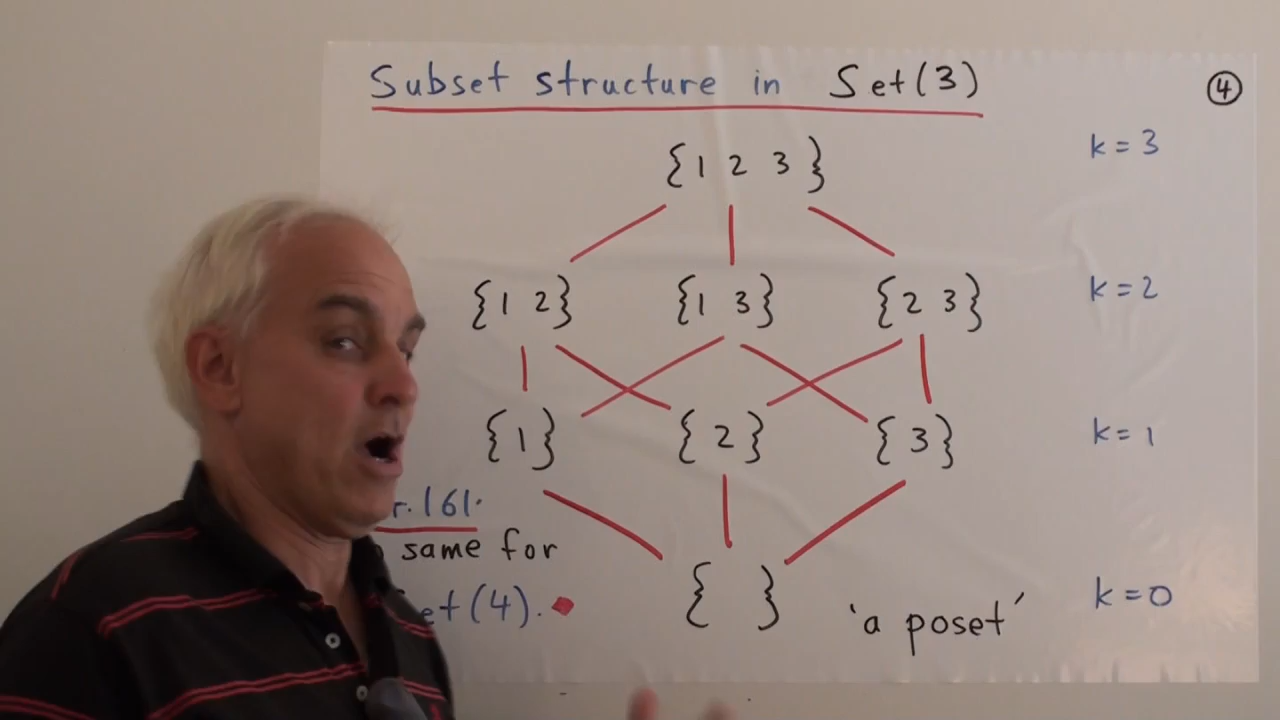 Subset structure in Set(3)
4
{1 2 3}
k = 3
{1 2} {1 3} {2 3}
k = 2
{1} {2} {3}
k = 1
r. 161.
same for
et(4).
{ }
'a poset'
k = 0